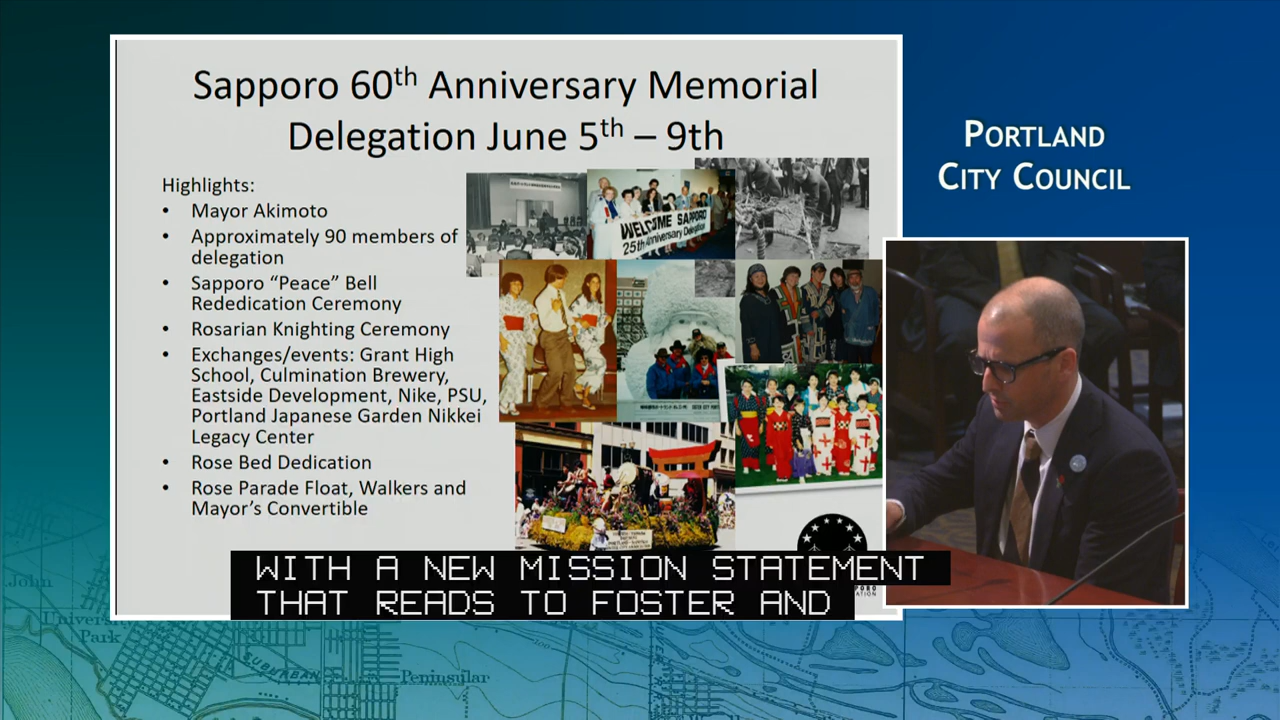 Sapporo 60th Anniversary Memorial
Delegation June 5th – 9th
Highlights:
• Mayor Akimoto
• Approximately 90 members of
delegation
• Sapporo “Peace” Bell
Rededication Ceremony
• Rosarian Knighting Ceremony
• Exchanges/events: Grant High
School, Culmination Brewery,
Eastside Development, Nike, PSU,
Portland Japanese Garden Nikkei
Legacy Center
• Rose Bed Dedication
• Rose Parade Float, Walkers and
Mayor’s Convertible
WELCOME SAPPORO
25th Anniversary Delegation
PORTLAND
CITY COUNCIL
WITH A NEW MISSION STATEMENT
THAT READS TO FOSTER AND
John
Park
SUBURBAN
Peninsular